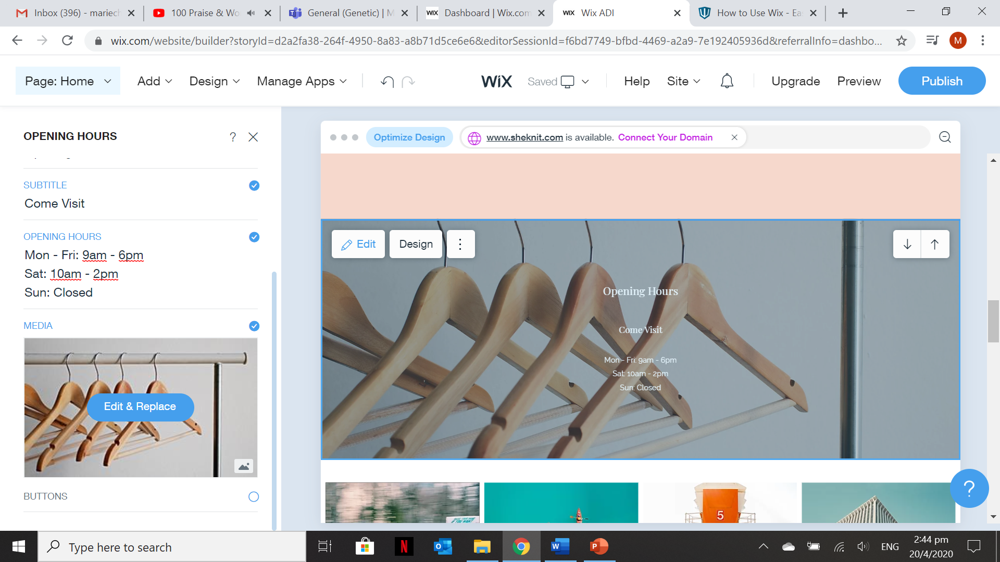 Inbox (396) - mariech
100 Praise & Wo
General (Genetic) | M
WIX Dashboard | Wix.com
WIX Wix ADI
How to Use Wix - Ea
wix.com/website/builder?storyId=d2a2fa38-264f-4950-8a83-a8b71d5ce6e6&editorSessionId=f6bd7749-bfbd-4469-a2a9-7e192405936d&referralInfo=dashbo...
M
Page: Home
Add
Design
Manage Apps
WiX
Saved
Help
Site
Upgrade
Preview
Publish
OPENING HOURS
?
Optimize Design
www.sheknit.com is available. Connect Your Domain
SUBTITLE
Come Visit
OPENING HOURS
Mon - Fri: 9am - 6pm
Sat: 10am - 2pm
Sun: Closed
MEDIA
Edit & Replace
BUTTONS
Edit
Design
Opening Hours
Come Visit
Mon - Fri: 9am - 6pm
Sat: 10am - 2pm
Sun: Closed
5
?
Type here to search
N
O
W
P
ENG
2:44 pm
20/4/2020